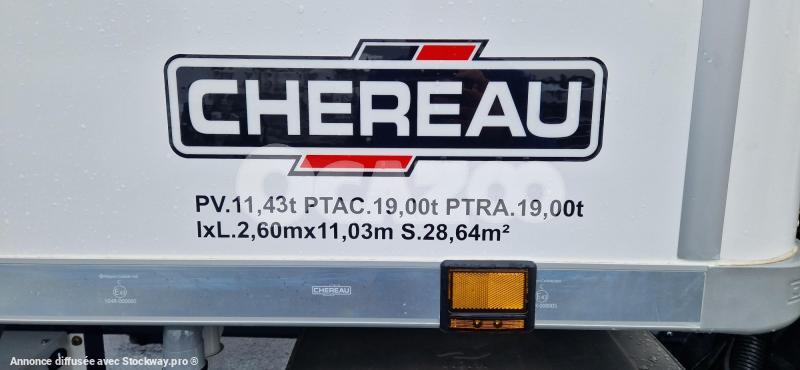 CHEREAU
OCAZOO
PV.11,43t PTAC.19,00t PTRA.19,00t
lxL.2,60mx11,03m S.28,64m²
CHEREAU
Annonce diffusée avec Stockway.pro ®